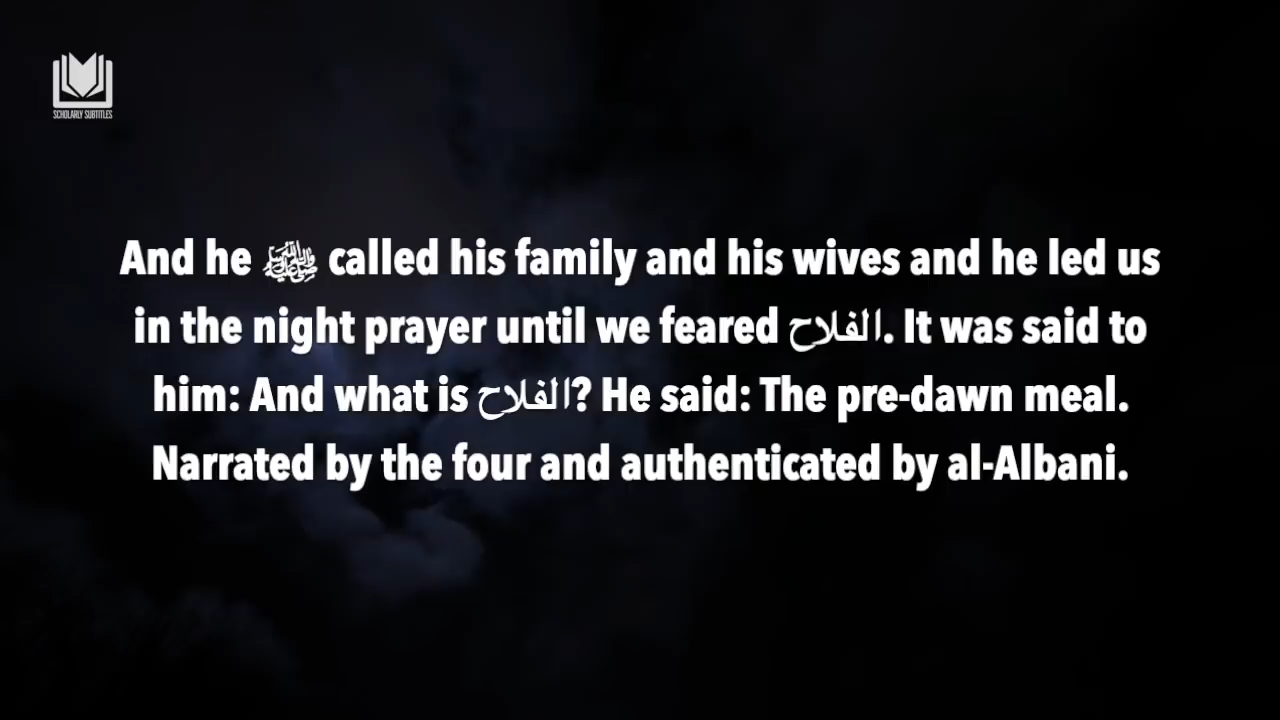 SCHOLARLY SUBTITLES
And he ﷺ called his family and his wives and he led us
in the night prayer until we feared الفلاح. It was said to
him: And what is الفلاح? He said: The pre-dawn meal.
Narrated by the four and authenticated by al-Albani.